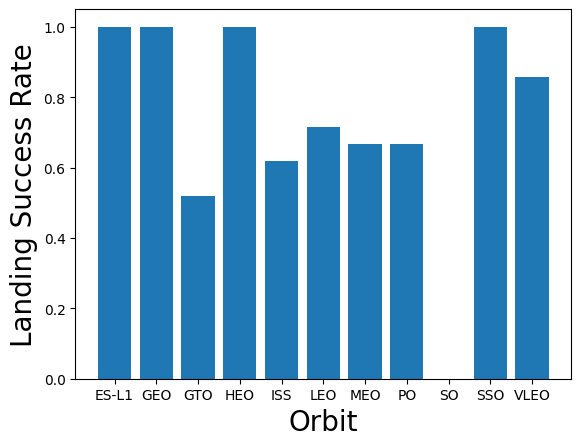 Landing Success Rate
1.0
0.8
0.6
0.4
0.2
0.0
ES-L1 GEO GTO HEO ISS LEO MEO PO SO SSO VLEO
Orbit